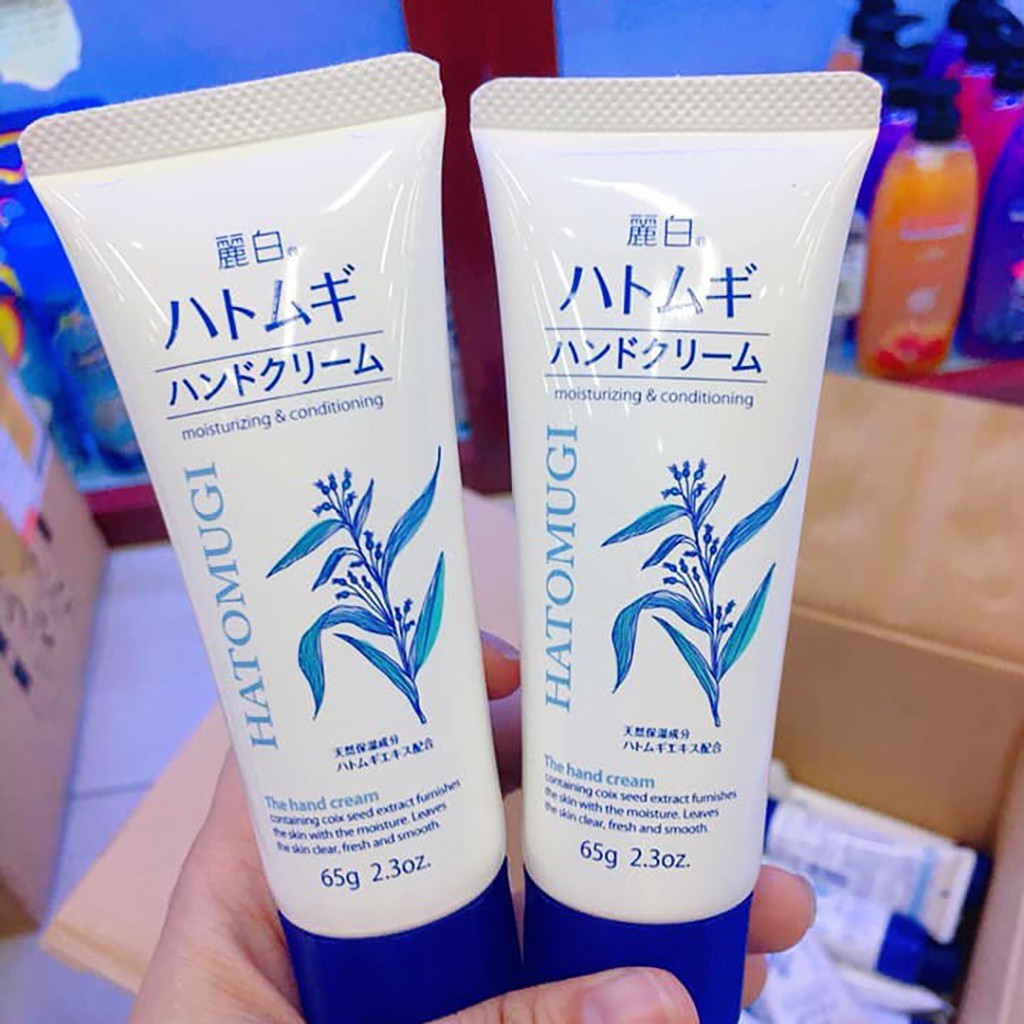 麗白®
ハトムギ
ハンドクリーム
moisturizing & conditioning
HATOMUGI
天然保湿成分
ハトムギエキス配合
The hand cream
containing coix seed extract furnishes
the skin with the moisture. Leaves
the skin clear, fresh and smooth.
65g 2.3oz.
麗白®
ハトムギ
ハンドクリーム
moisturizing & conditioning
HATOMUGI
天然保湿成分
ハトムギエキス配合
The hand cream
containing coix seed extract furnishes
the skin with the moisture. Leaves
the skin clear, fresh and smooth.
65g 2.3oz.